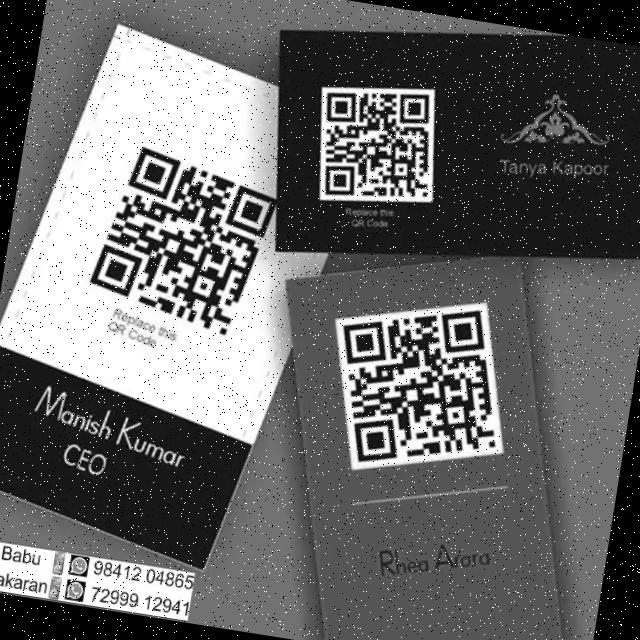 Tanya Kapoor
Replace this
QR Code
Replace this
QR Code
Manish Kumar
CEO
Rhea Arora
Babu 98412 04865
akaran 72999 12941